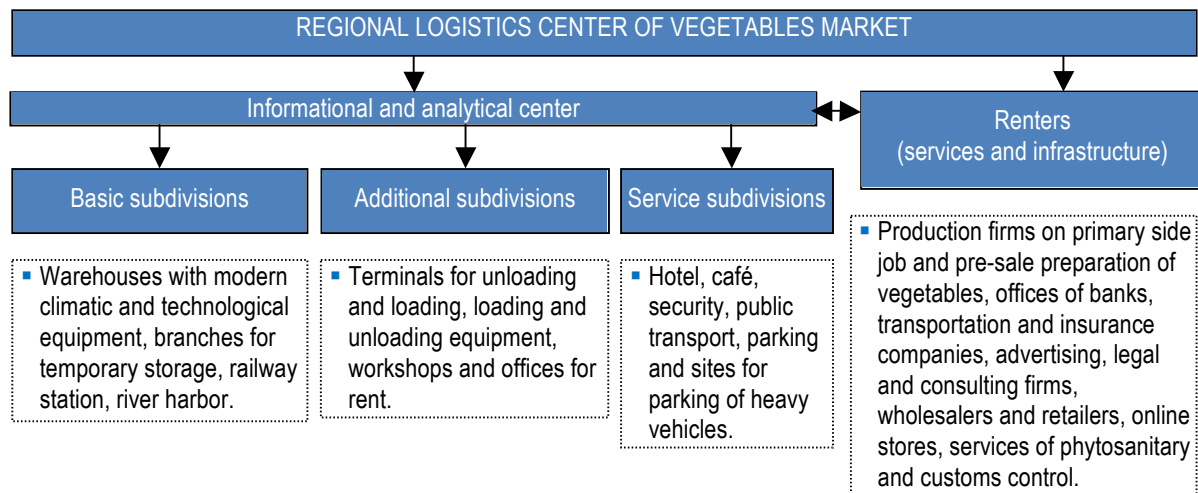 REGIONAL LOGISTICS CENTER OF VEGETABLES MARKET
Informational and analytical center
Renters
(services and infrastructure)
Basic subdivisions
Additional subdivisions
Service subdivisions
▪ Warehouses with modern
climatic and technological
equipment, branches for
temporary storage, railway
station, river harbor.
▪ Terminals for unloading
and loading, loading and
unloading equipment,
workshops and offices for
rent.
▪ Hotel, café,
security, public
transport, parking
and sites for
parking of heavy
vehicles.
▪ Production firms on primary side
job and pre-sale preparation of
vegetables, offices of banks,
transportation and insurance
companies, advertising, legal
and consulting firms,
wholesalers and retailers, online
stores, services of phytosanitary
and customs control.